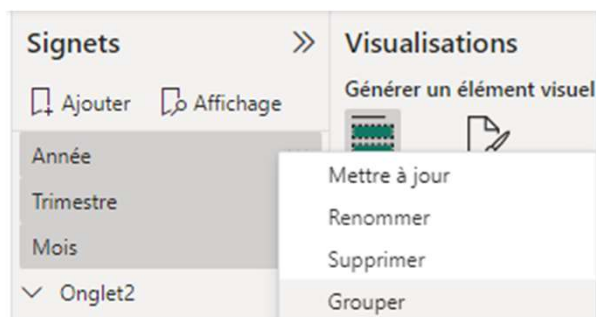 Signets
Visualisations
Ajouter
Affichage
Générer un élément visuel
Année
Trimestre
Mois
Onglet2
Mettre à jour
Renommer
Supprimer
Grouper